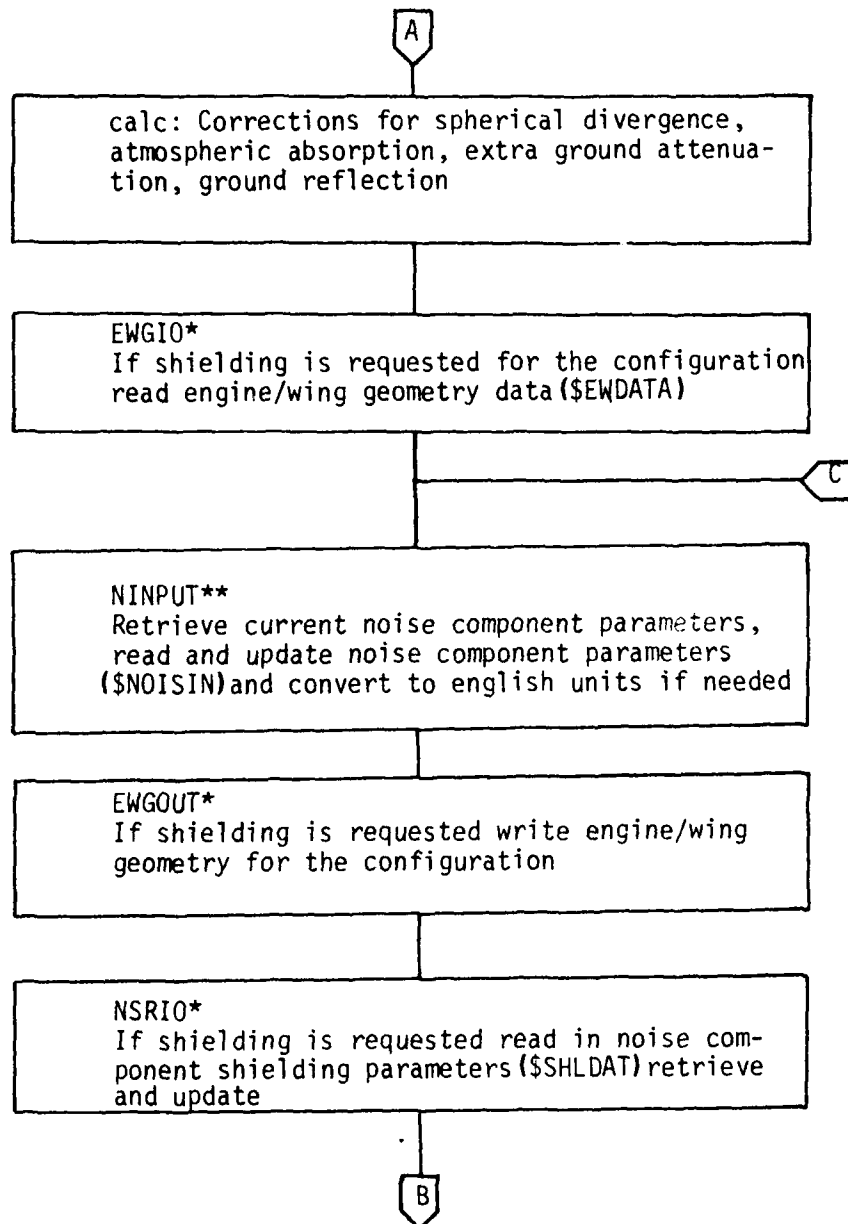 A
calc: Corrections for spherical divergence,
atmospheric absorption, extra ground attenua-
tion, ground reflection
EWGIO*
If shielding is requested for the configuration
read engine/wing geometry data($EWDATA)
C
NINPUT**
Retrieve current noise component parameters,
read and update noise component parameters
($NOISIN)and convert to english units if needed
EWGOUT*
If shielding is requested write engine/wing
geometry for the configuration
NSRIO*
If shielding is requested read in noise com-
ponent shielding parameters($SHLDAT)retrieve
and update
B